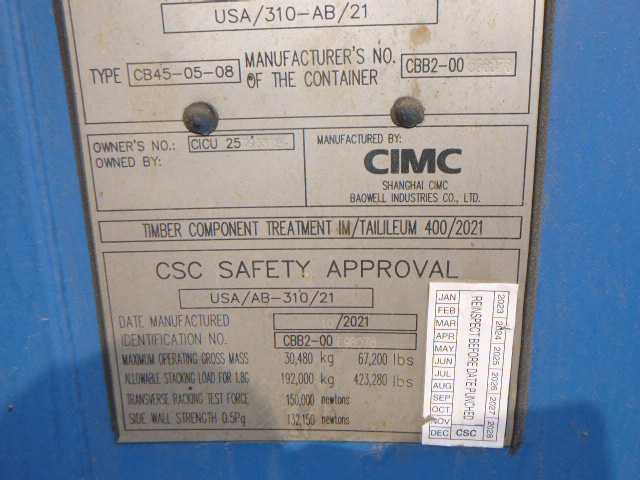 USA/310-AB/21
TYPE CB45-05-08 MANUFACTURER'S NO. OF THE CONTAINER CBB2-00
OWNER'S NO.: CICU 25
OWNED BY:
MANUFACTURED BY:
CIMC
SHANGHAI CIMC
BAOWELL INDUSTRIES CO., LTD.
TIMBER COMPONENT TREATMENT IM/TAILILEUM 400/2021
CSC SAFETY APPROVAL
USA/AB-310/21
DATE MANUFACTURED /2021
IDENTIFICATION NO. CBB2-00
MAXIMUM OPERATING GROSS MASS 30,480 kg 67,200 lbs
ALLOWABLE STACKING LOAD FOR 1.8G 192,000 kg 423,280 lbs
TRANSVERSE RACKING TEST FORCE 150,000 newtons
SIDE WALL STRENGTH 0.5Pg 132,150 newtons
JAN
FEB
MAR
APR
MAY
JUN
JUL
AUG
SEP
OCT
NOV
DEC
CSC
REINSPECT BEFORE DATE PUNCHED
2023 2024 2025 2026 2027 2028